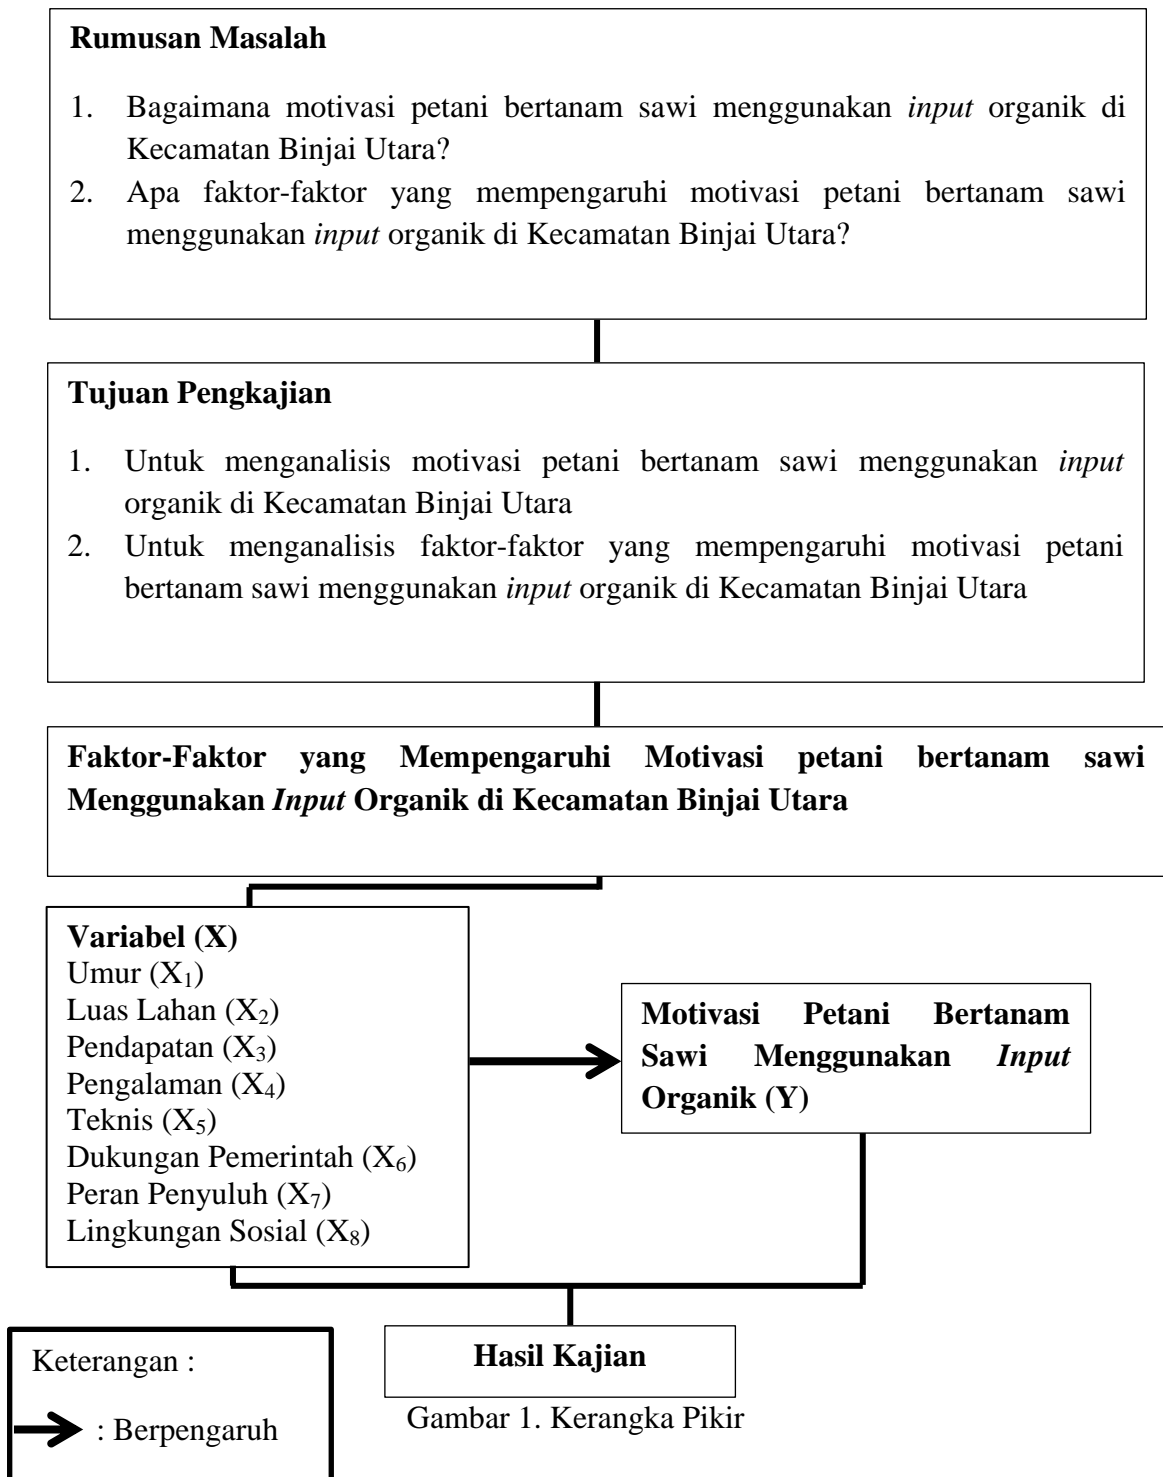 Rumusan Masalah
1. Bagaimana motivasi petani bertanam sawi menggunakan input organik di
Kecamatan Binjai Utara?
2. Apa faktor-faktor yang mempengaruhi motivasi petani bertanam sawi
menggunakan input organik di Kecamatan Binjai Utara?
Tujuan Pengkajian
1. Untuk menganalisis motivasi petani bertanam sawi menggunakan input
organik di Kecamatan Binjai Utara
2. Untuk menganalisis faktor-faktor yang mempengaruhi motivasi petani
bertanam sawi menggunakan input organik di Kecamatan Binjai Utara
Faktor-Faktor yang Mempengaruhi Motivasi petani bertanam sawi
Menggunakan Input Organik di Kecamatan Binjai Utara
Variabel (X)
Umur (X₁)
Luas Lahan (X₂)
Pendapatan (X₃)
Pengalaman (X₄)
Teknis (X₅)
Dukungan Pemerintah (X₆)
Peran Penyuluh (X₇)
Lingkungan Sosial (X₈)
Motivasi Petani Bertanam
Sawi Menggunakan Input
Organik (Y)
Hasil Kajian
Keterangan :
: Berpengaruh
Gambar 1. Kerangka Pikir